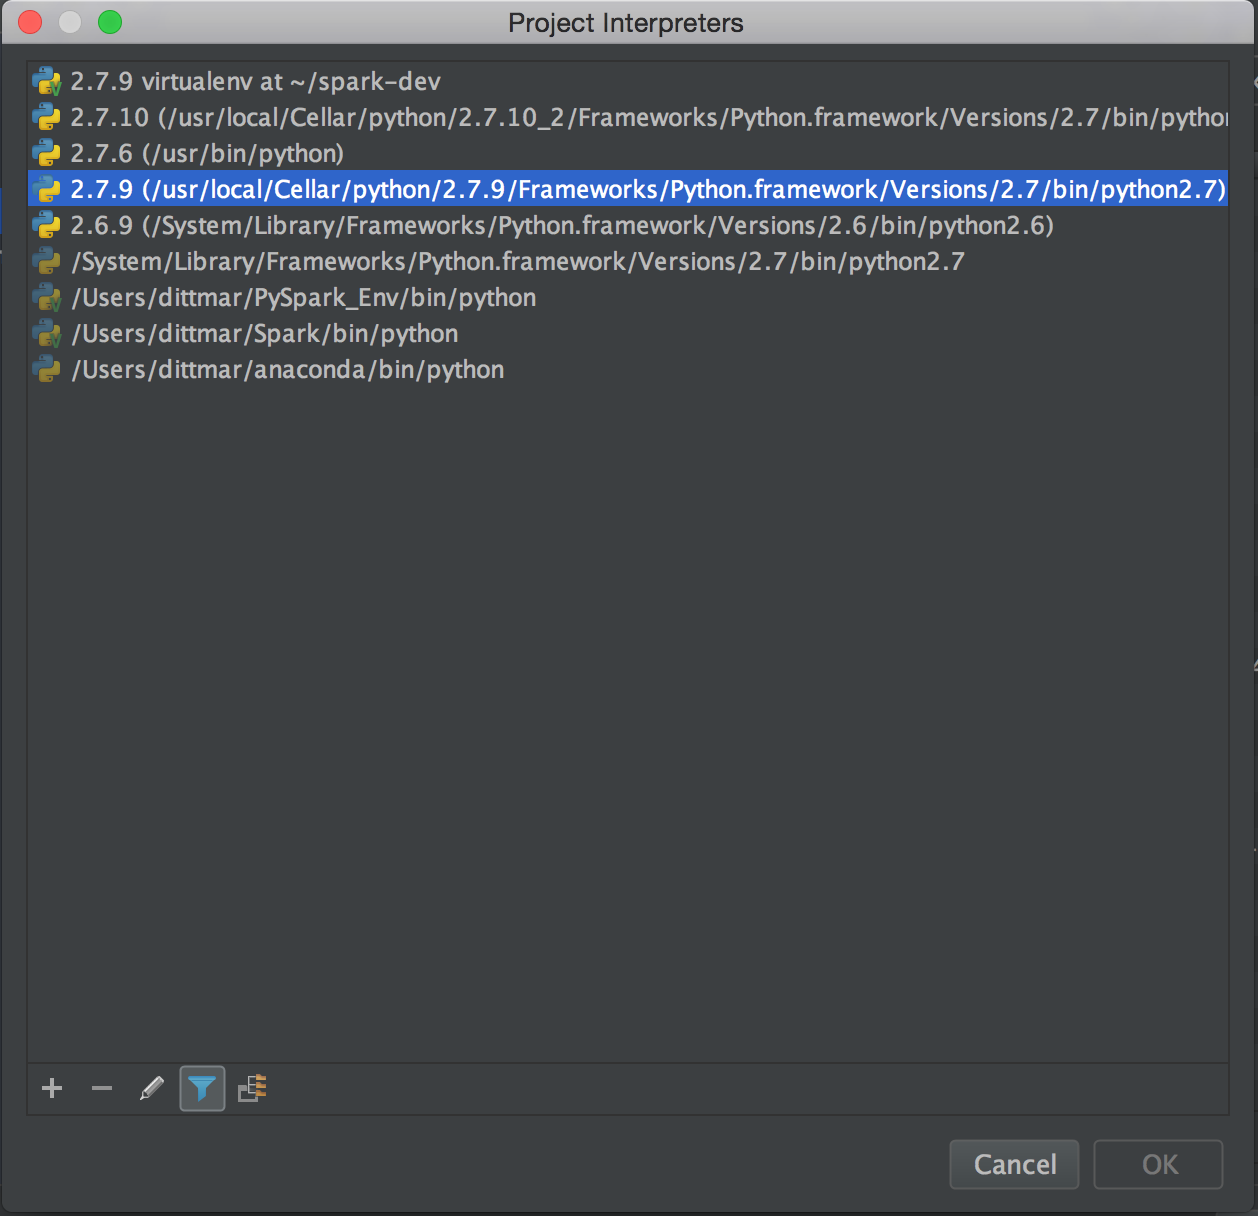 Project Interpreters
2.7.9 virtualenv at ~/spark-dev
2.7.10 (/usr/local/Cellar/python/2.7.10_2/Frameworks/Python.framework/Versions/2.7/bin/pytho
2.7.6 (/usr/bin/python)
2.7.9 (/usr/local/Cellar/python/2.7.9/Frameworks/Python.framework/Versions/2.7/bin/python2.7)
2.6.9 (/System/Library/Frameworks/Python.framework/Versions/2.6/bin/python2.6)
/System/Library/Frameworks/Python.framework/Versions/2.7/bin/python2.7
/Users/dittmar/PySpark_Env/bin/python
/Users/dittmar/Spark/bin/python
/Users/dittmar/anaconda/bin/python
Cancel
OK